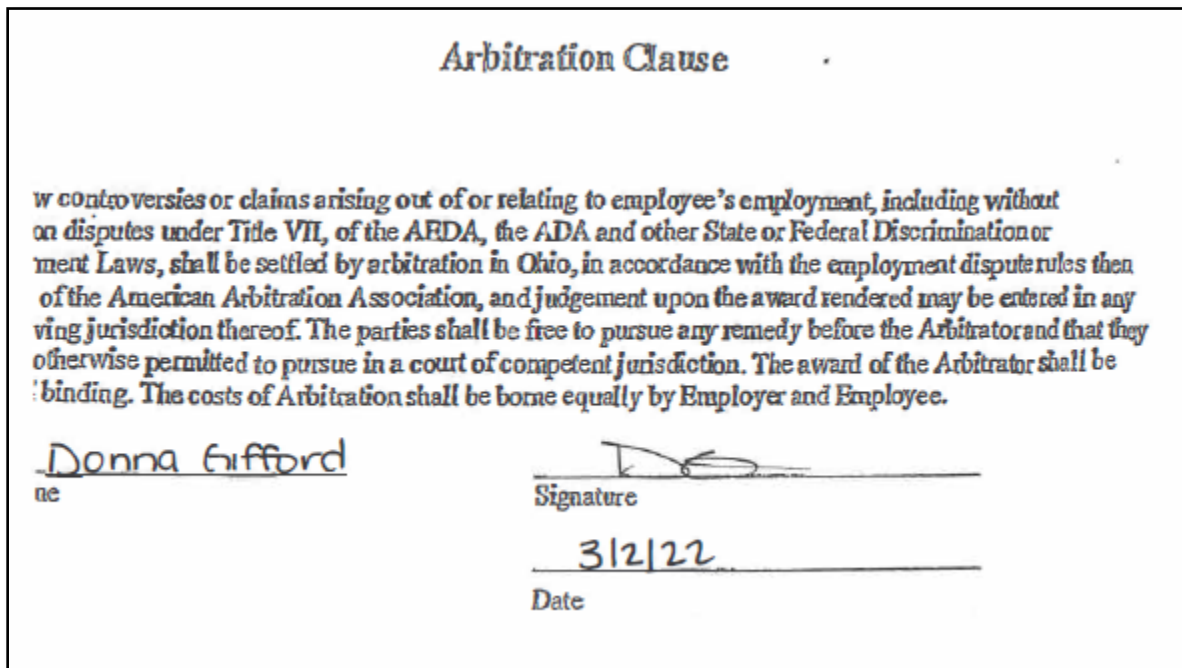 Arbitration Clause
w controversies or claims arising out of or relating to employee's employment, including without
on disputes under Title VII, of the AEDA, the ADA and other State or Federal Discrimination or
ment Laws, shall be settled by arbitration in Ohio, in accordance with the employment dispute rules then
of the American Arbitration Association, and judgement upon the award rendered may be entered in any
ving jurisdiction thereof. The parties shall be free to pursue any remedy before the Arbitrator and that they
otherwise permitted to pursue in a court of competent jurisdiction. The award of the Arbitrator shall be
binding. The costs of Arbitration shall be borne equally by Employer and Employee.
Donna Gifford
me
Signature
3/2/22
Date